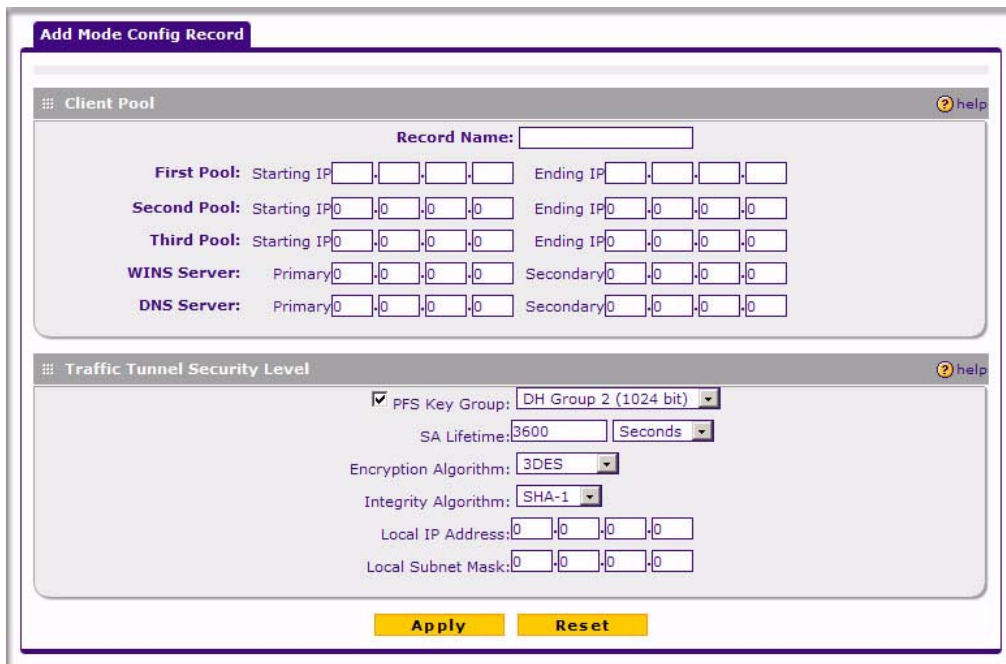 Add Mode Config Record
Client Pool help
Record Name:
First Pool: Starting IP . . . Ending IP . . .
Second Pool: Starting IP 0 .0 .0 .0 Ending IP 0 .0 .0 .0
Third Pool: Starting IP 0 .0 .0 .0 Ending IP 0 .0 .0 .0
WINS Server: Primary 0 .0 .0 .0 Secondary 0 .0 .0 .0
DNS Server: Primary 0 .0 .0 .0 Secondary 0 .0 .0 .0
Traffic Tunnel Security Level help
PFS Key Group: DH Group 2 (1024 bit)
SA Lifetime: 3600 Seconds
Encryption Algorithm: 3DES
Integrity Algorithm: SHA-1
Local IP Address: 0 .0 .0 .0
Local Subnet Mask: 0 .0 .0 .0
Apply Reset